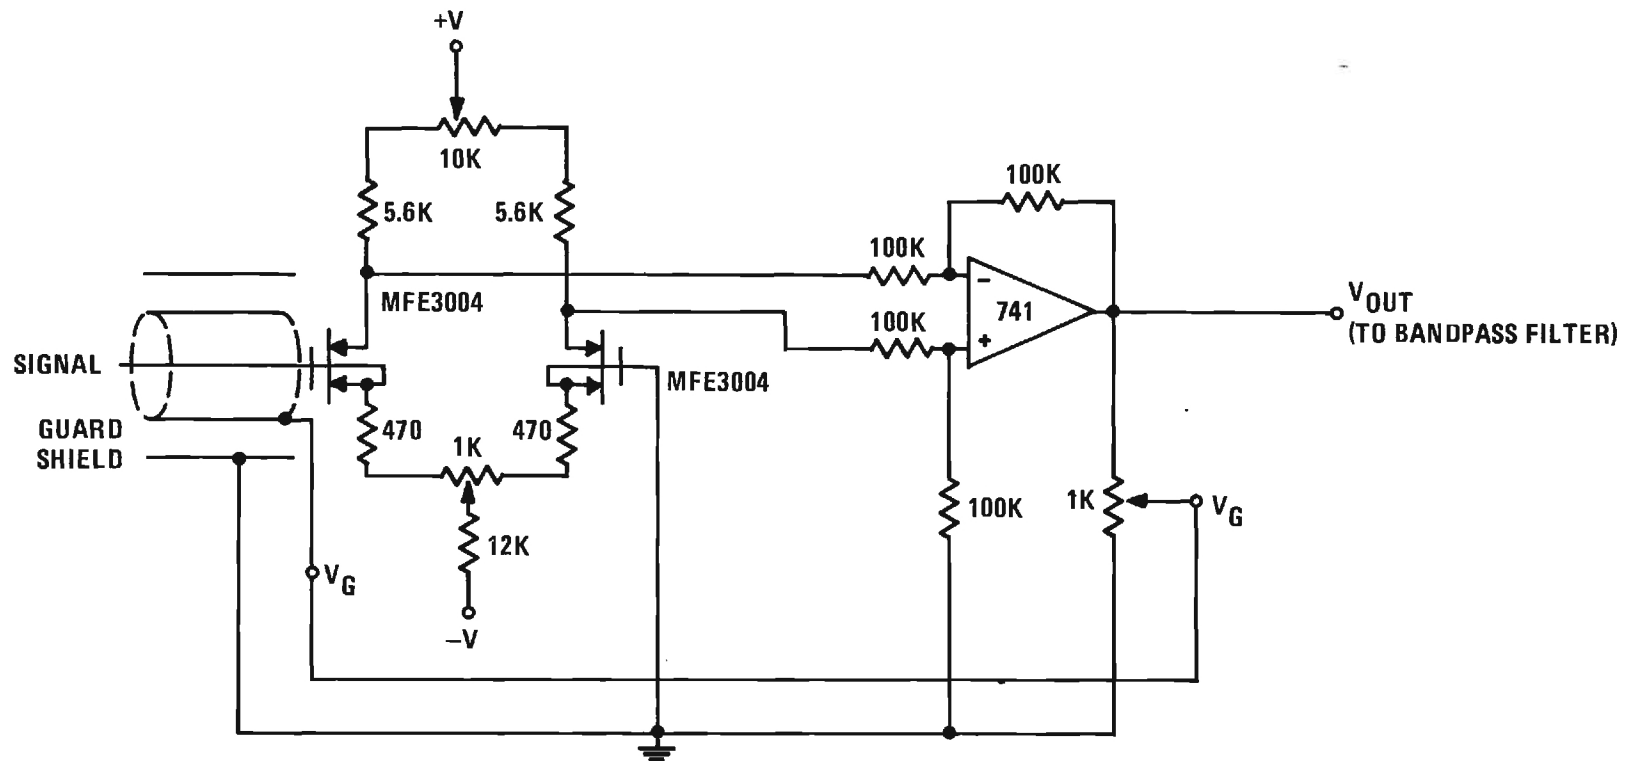 +V
10K
5.6K
5.6K
100K
100K
MFE3004
741
–
+
VOUT
(TO BANDPASS FILTER)
100K
SIGNAL
MFE3004
GUARD
SHIELD
470
1K
470
100K
1K
VG
12K
VG
–V